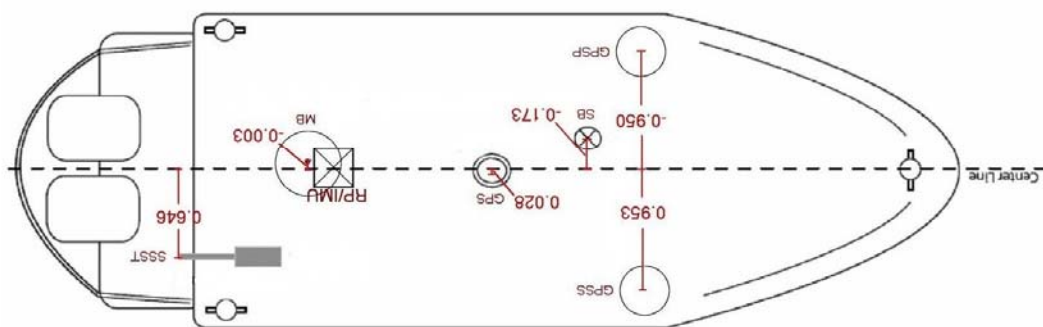 GPSS
SSST
0.953
0.646
0.028
GPS
RP/IMU
Center Line
-0.003
-0.950
MB
-0.173
SB
GPSP